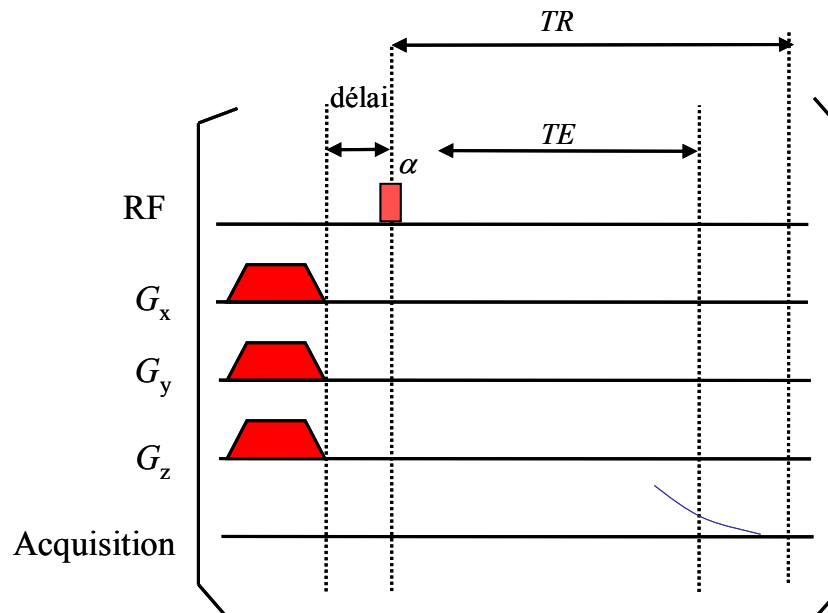 TR
délai
TE
α
RF
Gx
Gy
Gz
Acquisition